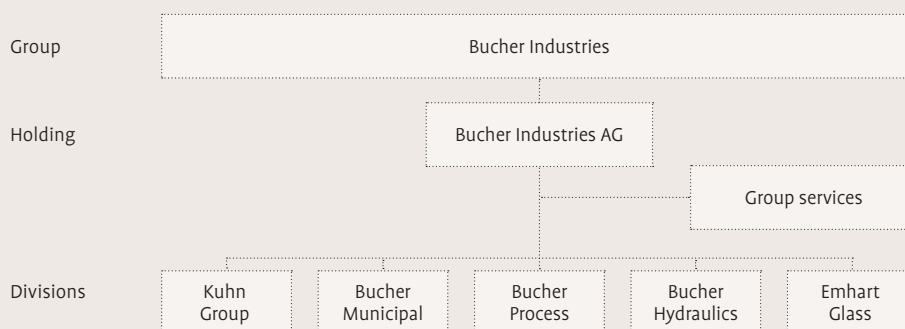 Group
Bucher Industries
Holding
Bucher Industries AG
Group services
Divisions
Kuhn
Group
Bucher
Municipal
Bucher
Process
Bucher
Hydraulics
Emhart
Glass